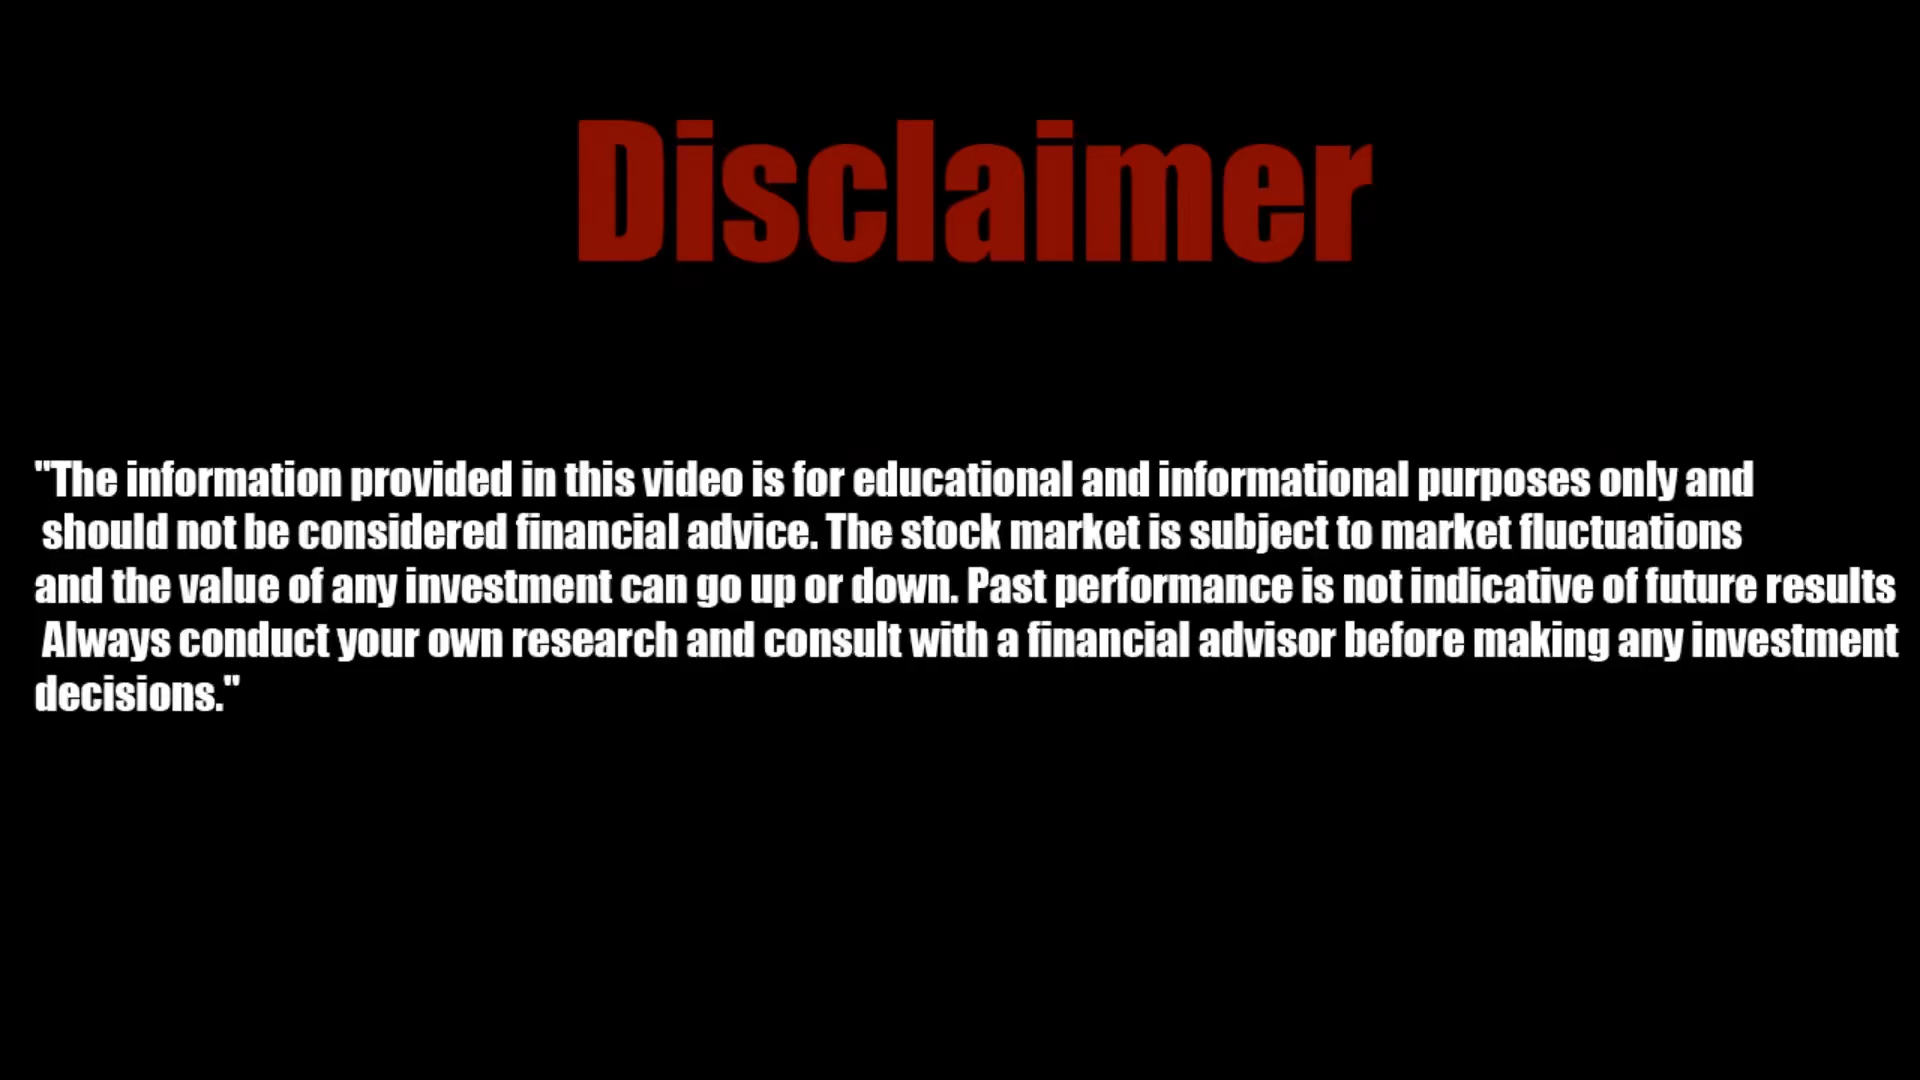 Disclaimer
"The information provided in this video is for educational and informational purposes only and
should not be considered financial advice. The stock market is subject to market fluctuations
and the value of any investment can go up or down. Past performance is not indicative of future results
Always conduct your own research and consult with a financial advisor before making any investment
decisions."